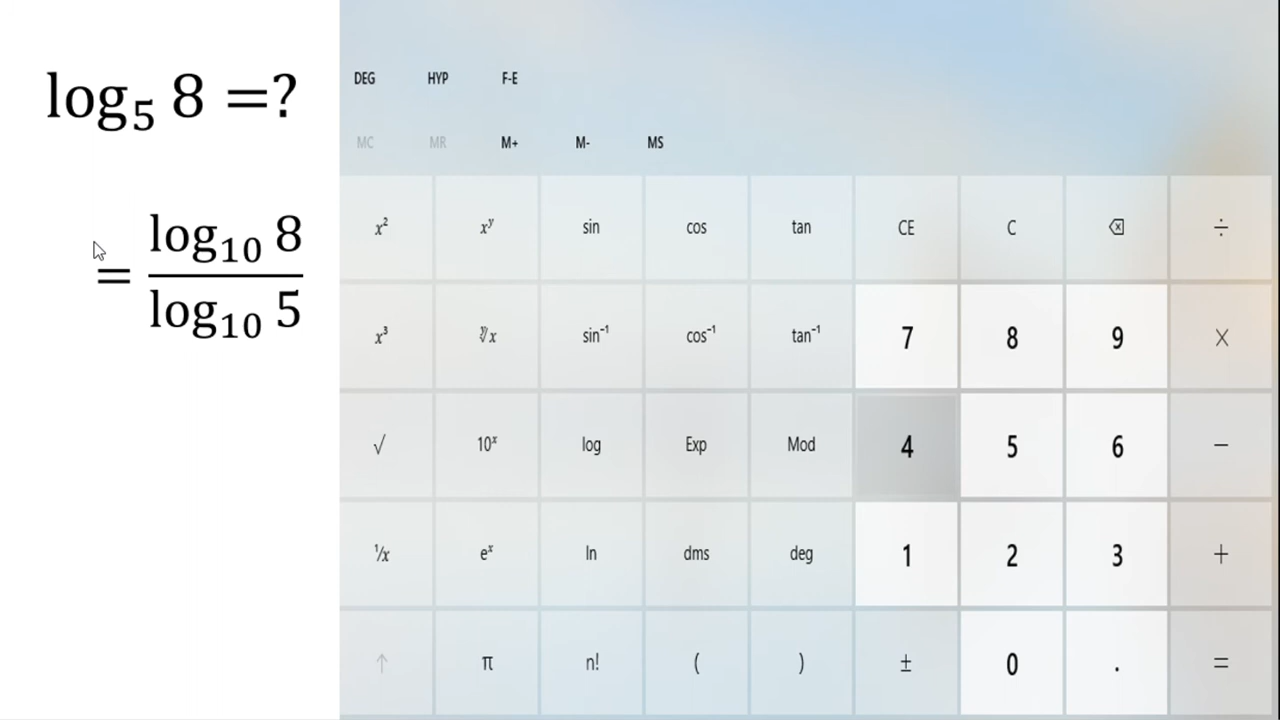 log₅ 8 =?
= log₁₀ 8
log₁₀ 5
DEG HYP F-E
MC MR M+ M- MS
x² xʸ sin cos tan CE C ⌫ ÷
x³ ʸ√x sin⁻¹ cos⁻¹ tan⁻¹ 7 8 9 ×
√ 10ˣ log Exp Mod 4 5 6 −
¹/x eˣ ln dms deg 1 2 3 +
↑ π n! ( ) ± 0 . =